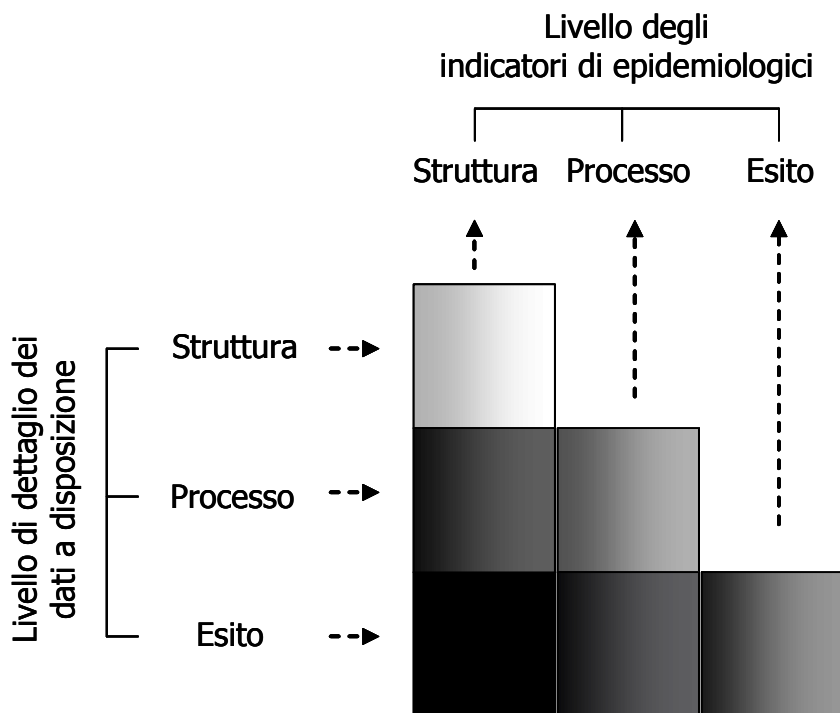 Livello degli
indicatori di epidemiologici
Struttura Processo Esito
Livello di dettaglio dei
dati a disposizione
Struttura
Processo
Esito